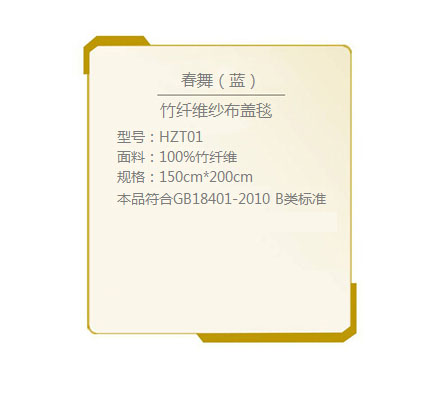 春舞（蓝）
竹纤维纱布盖毯
型号：HZT01
面料：100%竹纤维
规格：150cm*200cm
本品符合GB18401-2010 B类标准